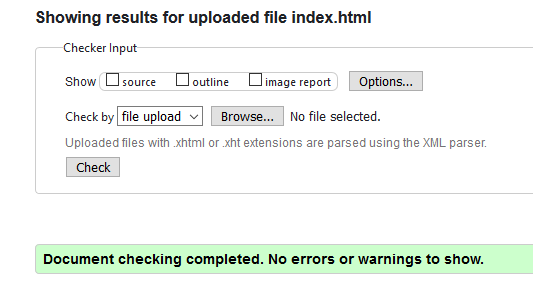 Showing results for uploaded file index.html
Checker Input
Show source outline image report Options...
Check by file upload Browse... No file selected.
Uploaded files with .xhtml or .xht extensions are parsed using the XML parser.
Check
Document checking completed. No errors or warnings to show.